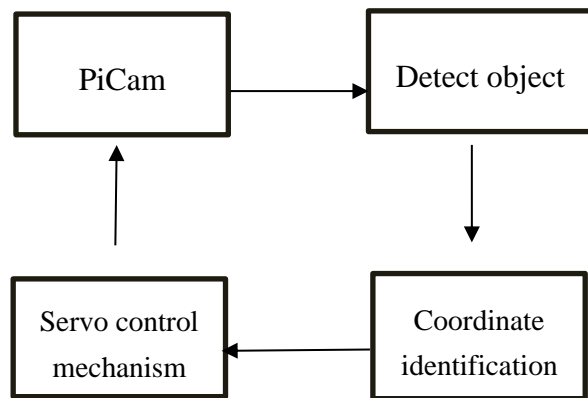 PiCam
Detect object
Servo control
mechanism
Coordinate
identification